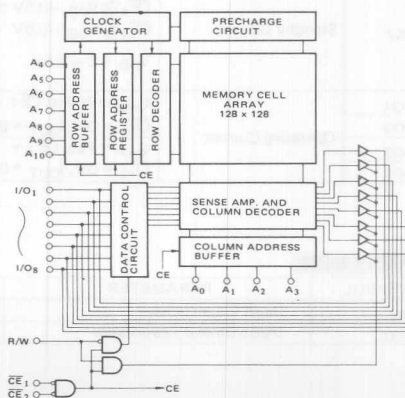 CLOCK
GENEATOR
PRECHARGE
CIRCUIT
A4
A5
A6
A7
A8
A9
A10
ROW ADDRESS
BUFFER
ROW ADDRESS
REGISTER
ROW DECODER
MEMORY CELL
ARRAY
128 × 128
CE
I/O1
I/O8
DATA CONTROL
CIRCUIT
SENSE AMP. AND
COLUMN DECODER
COLUMN ADDRESS
BUFFER
CE
A0 A1 A2 A3
R/W
CE1
CE2
CE